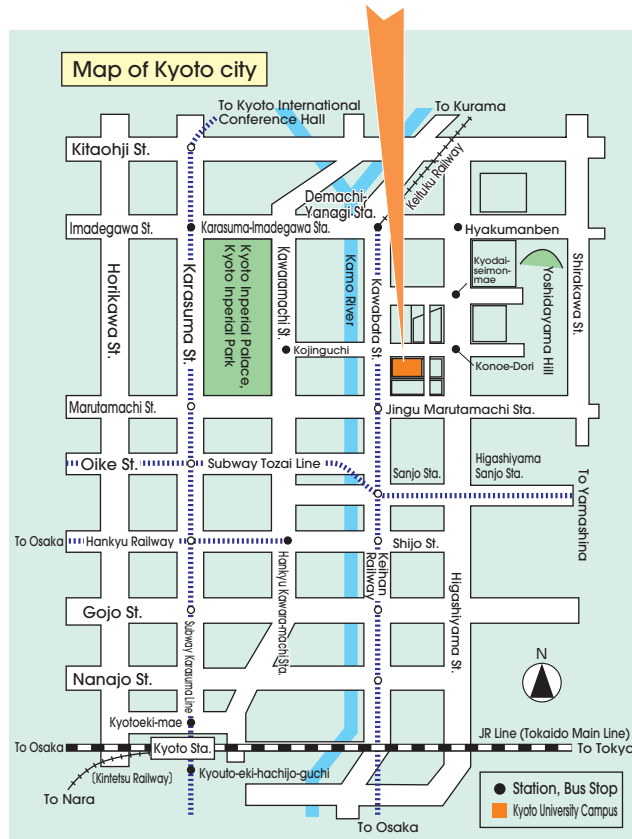 Map of Kyoto city
To Kyoto International
Conference Hall
To Kurama
Kitaohji St.
Keifuku Railway
Demachi-
Yanagi Sta.
Imadegawa St.
Karasuma-Imadegawa Sta.
Hyakumanben
Kyodai-
seimon-
mae
Horikawa St.
Karasuma St.
Kyoto Inperial Palace,
Kyoto Inperial Park
Kawaramachi St.
Kamo River
Kawabata St.
Yoshidayama Hill
Shirakawa St.
Kojinguchi
Konoe-Dori
Marutamachi St.
Jingu Marutamachi Sta.
Oike St.
Subway Tozai Line
Sanjo Sta.
Higashiyama
Sanjo Sta.
To Yamashina
To Osaka
Hankyu Railway
Hankyu Kawara-machi Sta.
Keihan
Railway
Shijo St.
Higashiyama St.
Gojo St.
Subway Karasuma Line
Nanajo St.
N
Kyotoeki-mae
JR Line (Tokaido Main Line)
To Osaka
Kyoto Sta.
To Tokyo
(Kintetsu Railway)
Kyouto-eki-hachijo-guchi
To Nara
Station, Bus Stop
Kyoto University Campus
To Osaka